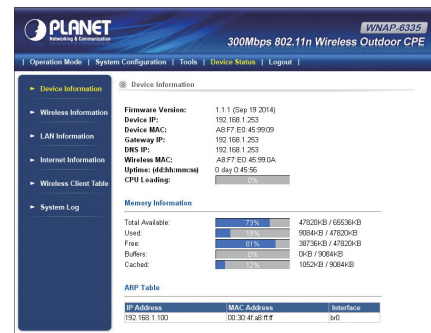 PLANET
Networking & Communication
WNAP-6335
300Mbps 802.11n Wireless Outdoor CPE
| Operation Mode | System Configuration | Tools | Device Status | Logout |
Device Information
Wireless Information
LAN Information
Internet Information
Wireless Client Table
System Log
Device Information
Firmware Version: 1.1.1 (Sep 19 2014)
Device IP: 192.168.1.253
Device MAC: A8:F7:E0:45:99:09
Gateway IP: 192.168.1.253
DNS IP: 192.168.1.253
Wireless MAC: A8:F7:E0:45:99:0A
Uptime: (dd:hh:mm:ss) 0 day 0:45:56
CPU Loading: 0%
Memory Information
Total Available: 73% 47820KB / 65536KB
Used: 19% 9084KB / 47820KB
Free: 81% 38736KB / 47820KB
Buffers: 0% 0KB / 9084KB
Cached: 12% 1052KB / 9084KB
ARP Table
IP Address MAC Address Interface
192.168.1.100 00:30:4f:a8:ff:ff br0